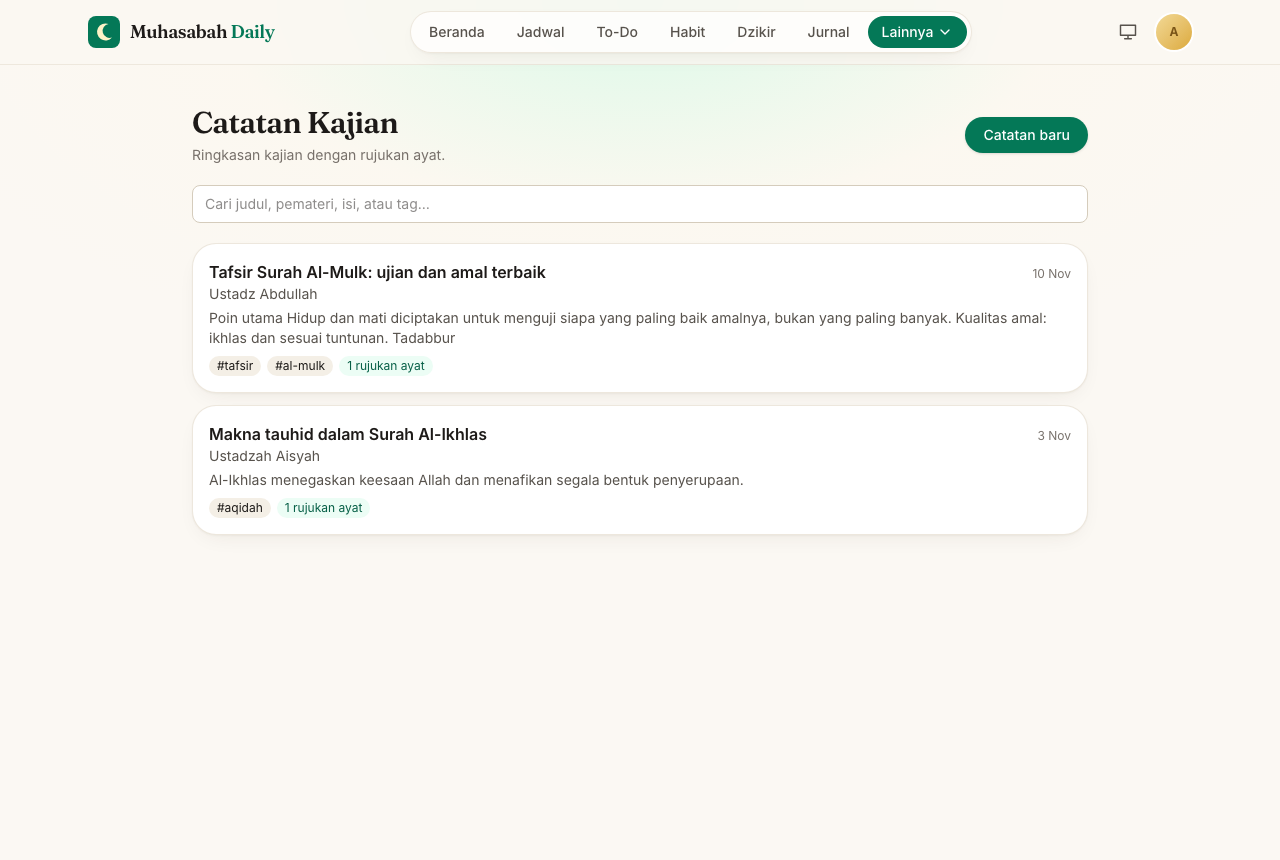 Muhasabah Daily
Beranda
Jadwal
To-Do
Habit
Dzikir
Jurnal
Lainnya
A
Catatan Kajian
Ringkasan kajian dengan rujukan ayat.
Catatan baru
Cari judul, pemateri, isi, atau tag...
Tafsir Surah Al-Mulk: ujian dan amal terbaik
10 Nov
Ustadz Abdullah
Poin utama Hidup dan mati diciptakan untuk menguji siapa yang paling baik amalnya, bukan yang paling banyak. Kualitas amal:
ikhlas dan sesuai tuntunan. Tadabbur
#tafsir
#al-mulk
1 rujukan ayat
Makna tauhid dalam Surah Al-Ikhlas
3 Nov
Ustadzah Aisyah
Al-Ikhlas menegaskan keesaan Allah dan menafikan segala bentuk penyerupaan.
#aqidah
1 rujukan ayat